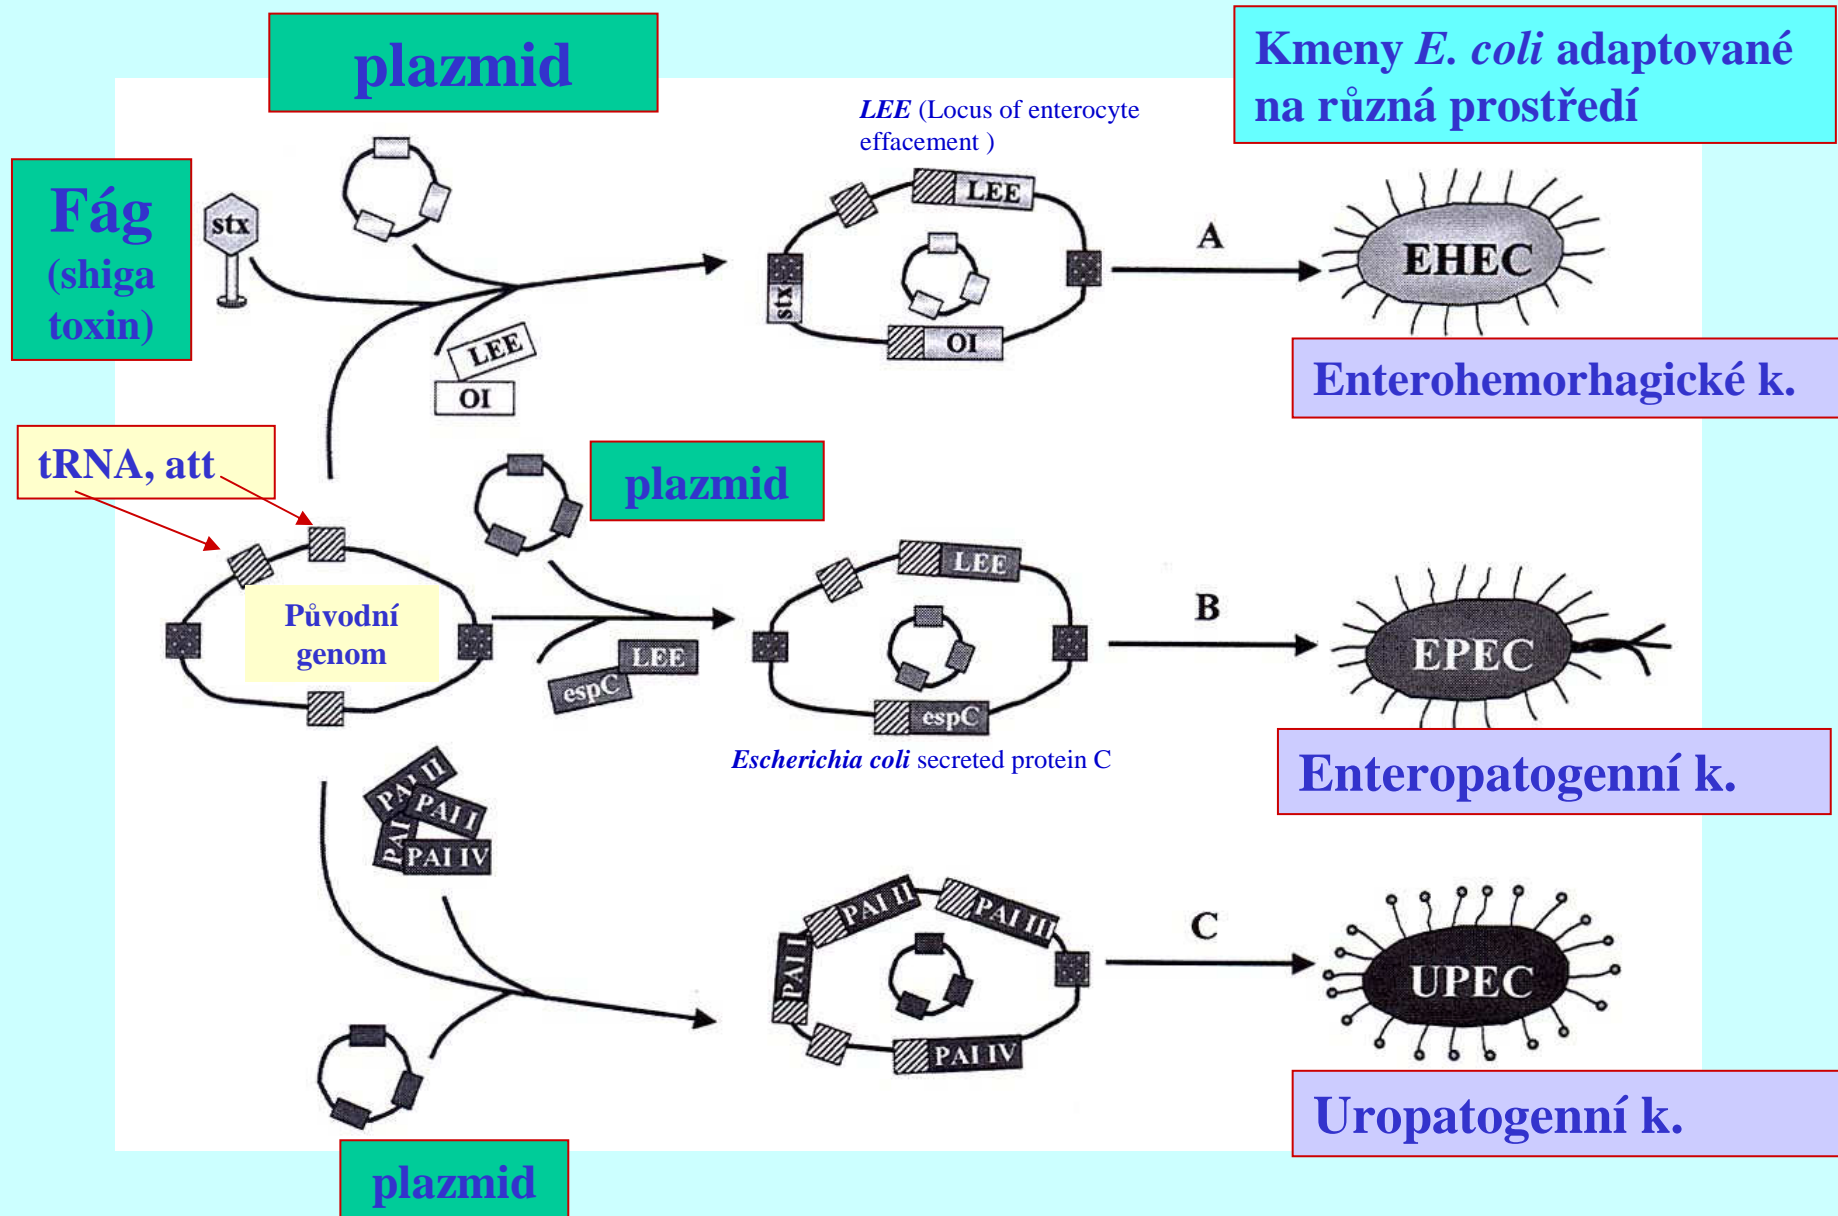 plazmid
Kmeny E. coli adaptované
na různá prostředí
LEE (Locus of enterocyte
effacement )
Fág
(shiga
toxin)
stx
LEE
OI
stx
LEE
OI
A
EHEC
Enterohemorhagické k.
tRNA, att
plazmid
Původní
genom
LEE
espC
LEE
espC
B
EPEC
Escherichia coli secreted protein C
Enteropatogenní k.
PAI II
PAI I
PAI
PAI IV
PAI I
PAI II
PAI III
PAI IV
C
UPEC
Uropatogenní k.
plazmid